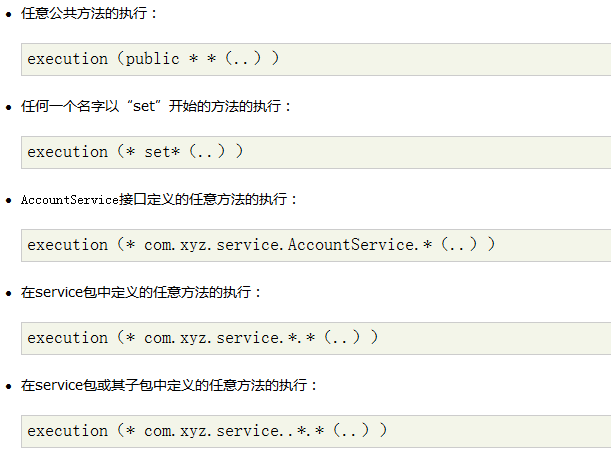 任意公共方法的执行：
execution（public * *（..））
任何一个名字以“set”开始的方法的执行：
execution（* set*（..））
AccountService接口定义的任意方法的执行：
execution（* com.xyz.service.AccountService.*（..））
在service包中定义的任意方法的执行：
execution（* com.xyz.service.*.*（..））
在service包或其子包中定义的任意方法的执行：
execution（* com.xyz.service..*.*（..））